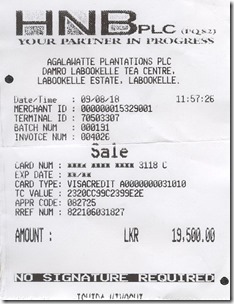 HNB PLC (PQ82)
YOUR PARTNER IN PROGRESS
AGALAWATTE PLANTATIONS PLC
DAMRO LABOOKELLE TEA CENTRE,
LABOOKELLE ESTATE, LABOOKELLE.
Date/Time : 09/08/18 11:57:26
MERCHANT ID : 000000015329001
TERMINAL ID : 70503307
BATCH NUM : 000191
INVOICE NUM : 004026
Sale
CARD NUM : xxxx xxxx xxxx 3118 C
EXP DATE : xx/xx
CARD TYPE: VISACREDIT A0000000031010
TC VALUE : 2320CC99C2399E2E
APPR CODE: 082725
RREF NUM : 822106031827
AMOUNT : LKR 19,500.00
NO SIGNATURE REQUIRED